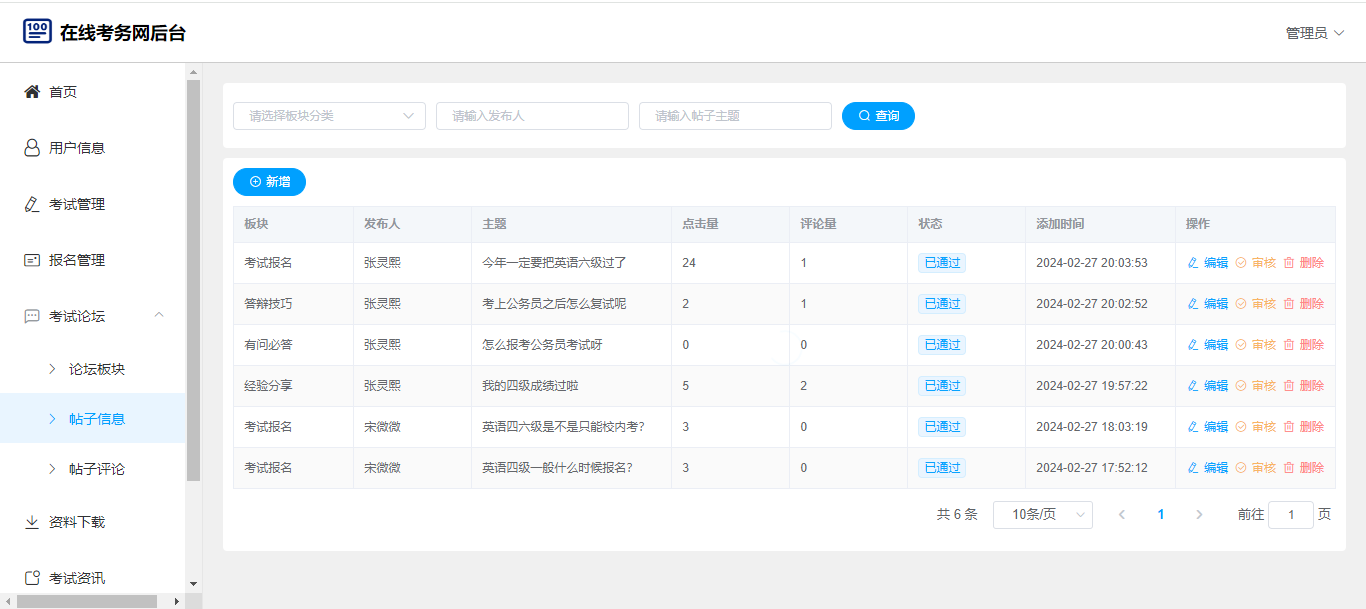 在线考务网后台
管理员
首页
用户信息
考试管理
报名管理
考试论坛
论坛板块
帖子信息
帖子评论
资料下载
考试资讯
请选择板块分类 请输入发布人 请输入帖子主题 查询
新增
板块 发布人 主题 点击量 评论量 状态 添加时间 操作
考试报名 张灵熙 今年一定要把英语六级过了 24 1 已通过 2024-02-27 20:03:53 编辑 审核 删除
答辩技巧 张灵熙 考上公务员之后怎么复试呢 2 1 已通过 2024-02-27 20:02:52 编辑 审核 删除
有问必答 张灵熙 怎么报考公务员考试呀 0 0 已通过 2024-02-27 20:00:43 编辑 审核 删除
经验分享 张灵熙 我的四级成绩过啦 5 2 已通过 2024-02-27 19:57:22 编辑 审核 删除
考试报名 宋微微 英语四六级是不是只能校内考? 3 0 已通过 2024-02-27 18:03:19 编辑 审核 删除
考试报名 宋微微 英语四级一般什么时候报名? 3 0 已通过 2024-02-27 17:52:12 编辑 审核 删除
共 6 条 10条/页 1 前往 1 页